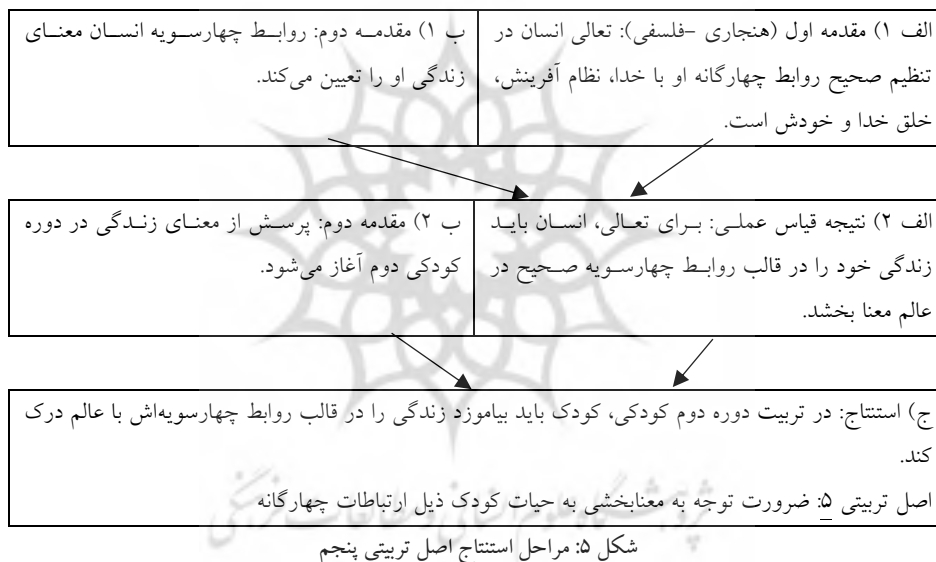 الف ۱) مقدمه اول (هنجاری –فلسفی): تعالی انسان در
تنظیم صحیح روابط چهارگانه او با خدا، نظام آفرینش،
خلق خدا و خودش است.
ب ۱) مقدمه دوم: روابط چهارسویه انسان معنای
زندگی او را تعیین می‌کند.
الف ۲) نتیجه قیاس عملی: برای تعالی، انسان باید
زندگی خود را در قالب روابط چهارسویه صحیح در
عالم معنا بخشد.
ب ۲) مقدمه دوم: پرسش از معنای زندگی در دوره
کودکی دوم آغاز می‌شود.
ج) استنتاج: در تربیت دوره دوم کودکی، کودک باید بیاموزد زندگی را در قالب روابط چهارسویه‌اش با عالم درک
کند.
اصل تربیتی ۵: ضرورت توجه به معنابخشی به حیات کودک ذیل ارتباطات چهارگانه
پژوهشگاه علوم انسانی و مطالعات فرهنگی
شکل ۵: مراحل استنتاج اصل تربیتی پنجم